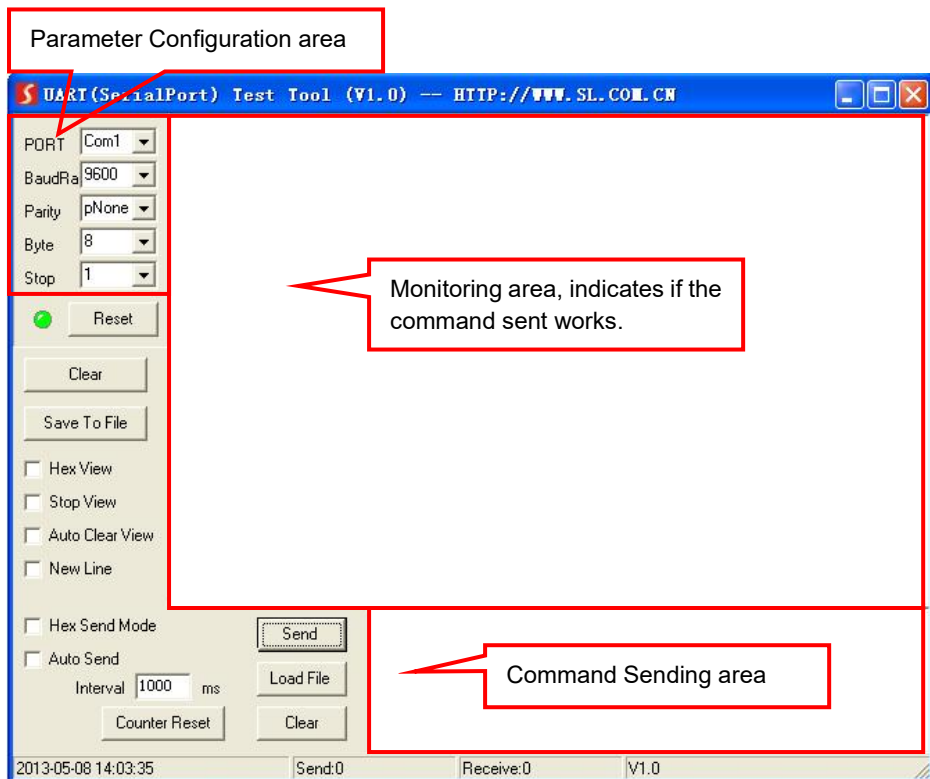 Parameter Configuration area
UART(SerialPort) Test Tool (V1.0) -- HTTP://WWW.SL.COM.CN
PORT Com1
BaudRa 9600
Parity pNone
Byte 8
Stop 1
Monitoring area, indicates if the
command sent works.
Reset
Clear
Save To File
Hex View
Stop View
Auto Clear View
New Line
Hex Send Mode
Send
Auto Send
Interval 1000 ms
Load File
Command Sending area
Counter Reset
Clear
2013-05-08 14:03:35
Send:0
Receive:0
V1.0